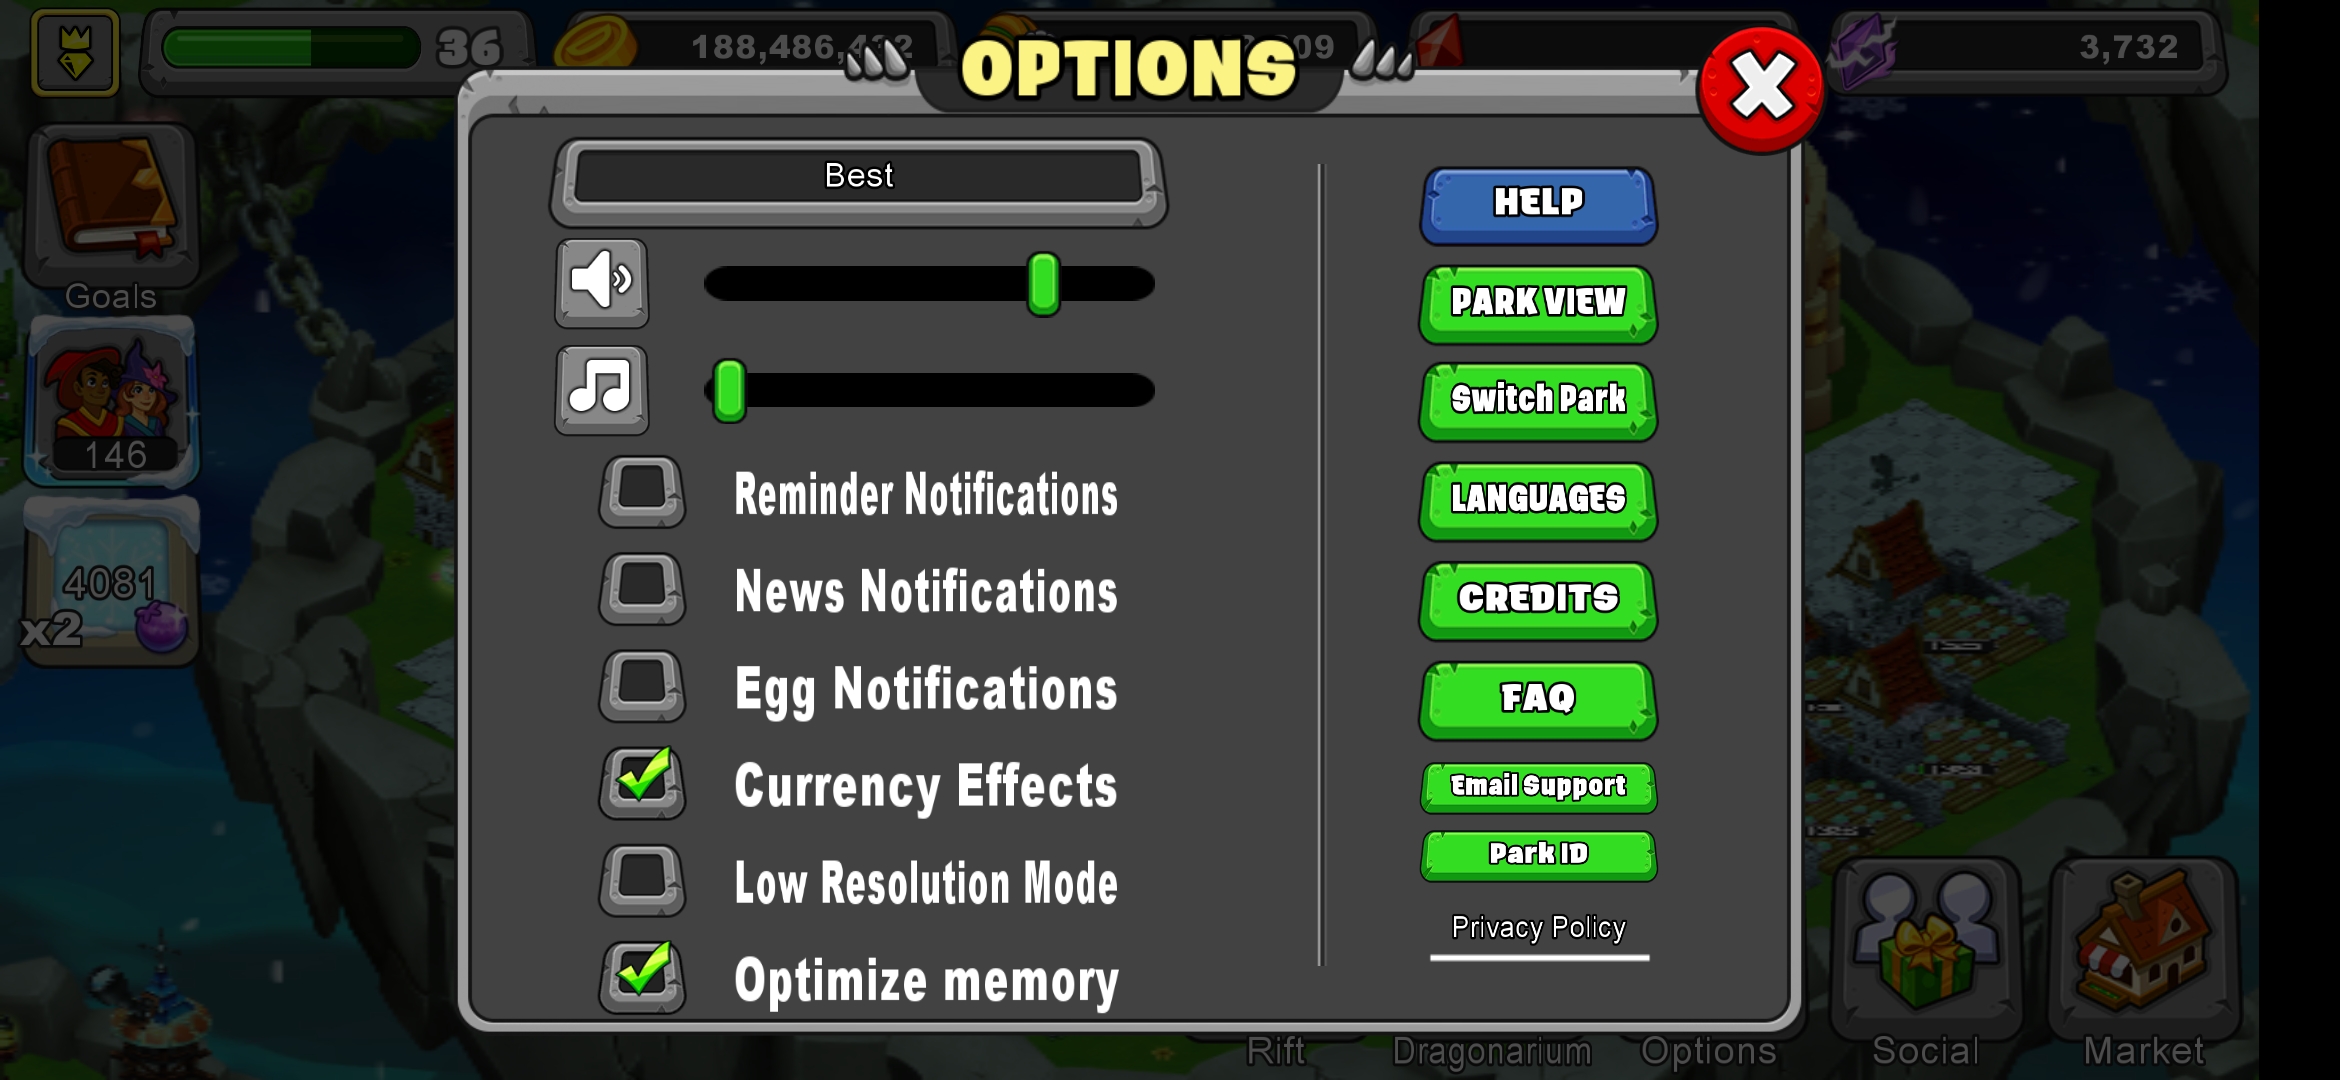 36
3,732
OPTIONS
Best
HELP
PARK VIEW
Switch Park
LANGUAGES
CREDITS
FAQ
Email Support
Park ID
Privacy Policy
Reminder Notifications
News Notifications
Egg Notifications
Currency Effects
Low Resolution Mode
Optimize memory
Goals
146
4081
x2
Rift
Dragonarium
Options
Social
Market